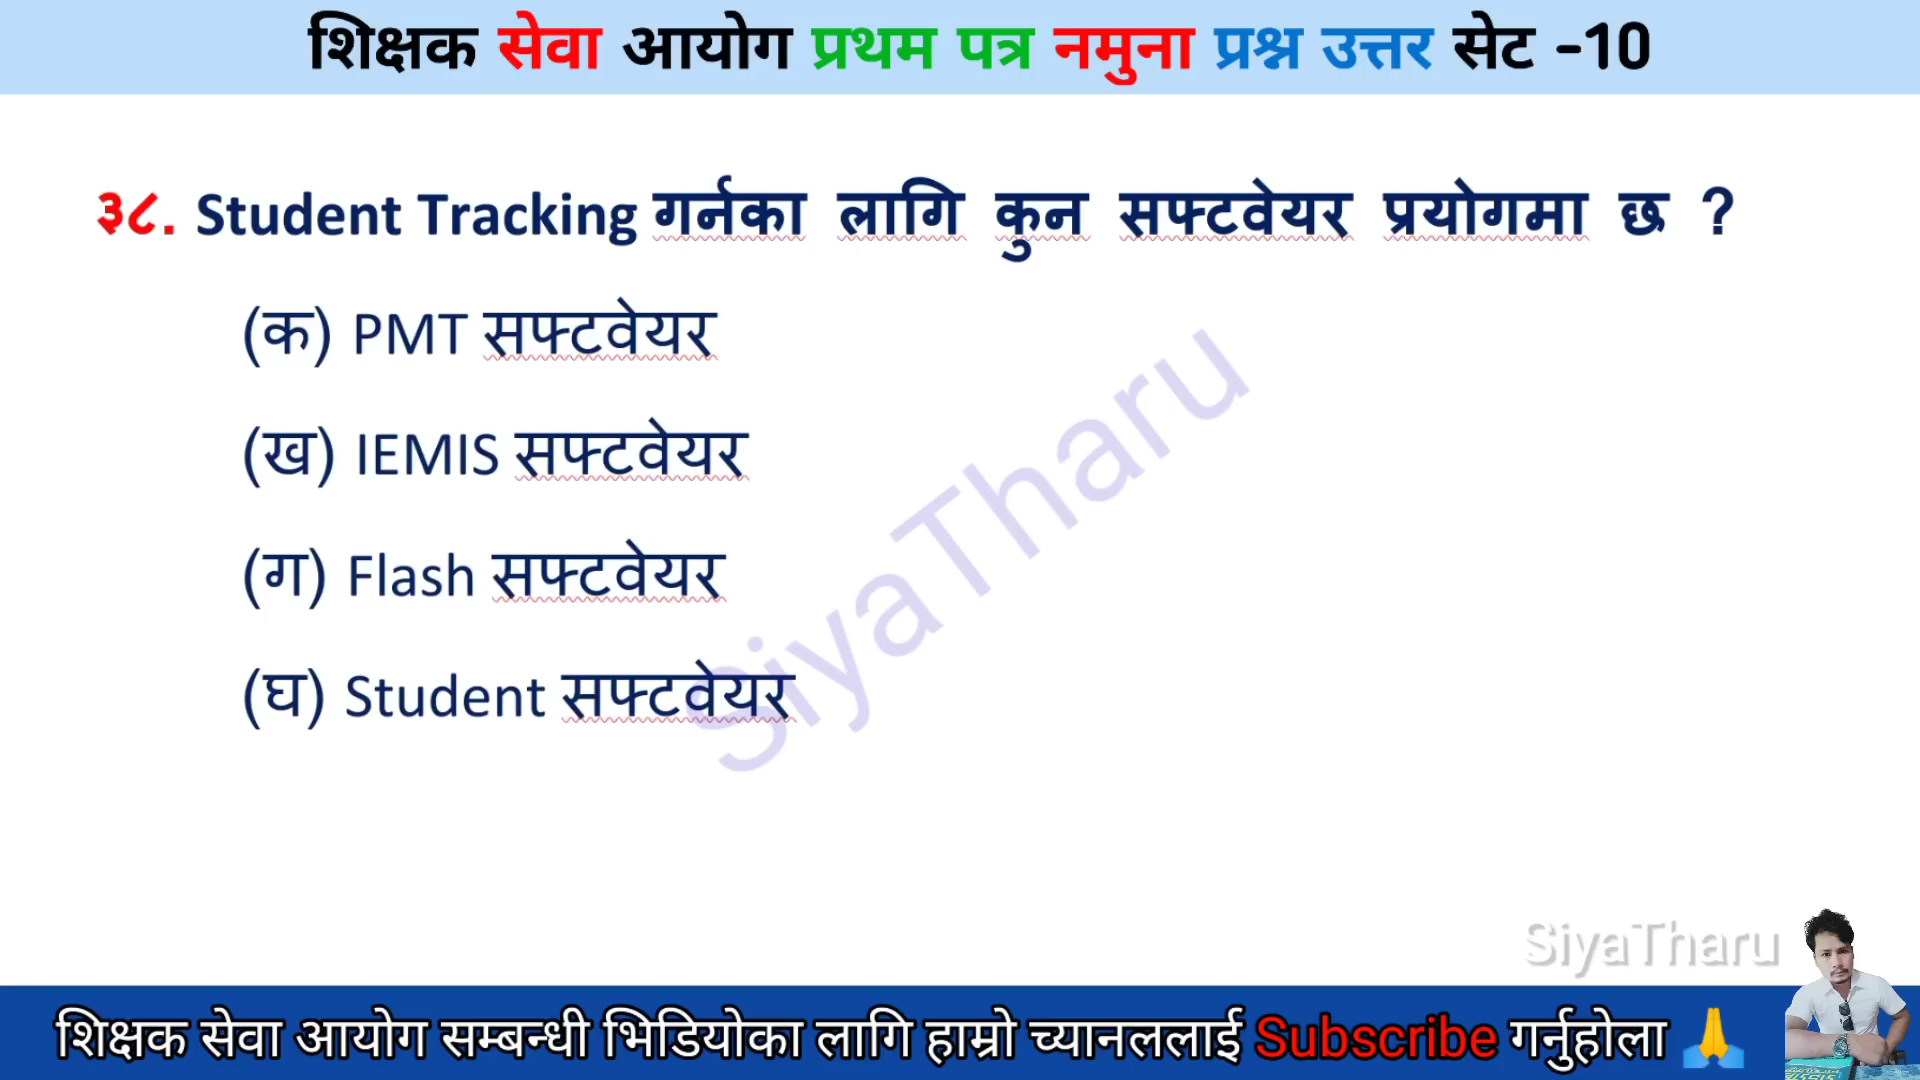 शिक्षक सेवा आयोग प्रथम पत्र नमुना प्रश्न उत्तर सेट -10
३८. Student Tracking गर्नका लागि कुन सफ्टवेयर प्रयोगमा छ ?
(क) PMT सफ्टवेयर
(ख) IEMIS सफ्टवेयर
(ग) Flash सफ्टवेयर
(घ) Student सफ्टवेयर
SiyaTharu
SiyaTharu
शिक्षक सेवा आयोग सम्बन्धी भिडियोका लागि हाम्रो च्यानललाई Subscribe गर्नुहोला 🙏